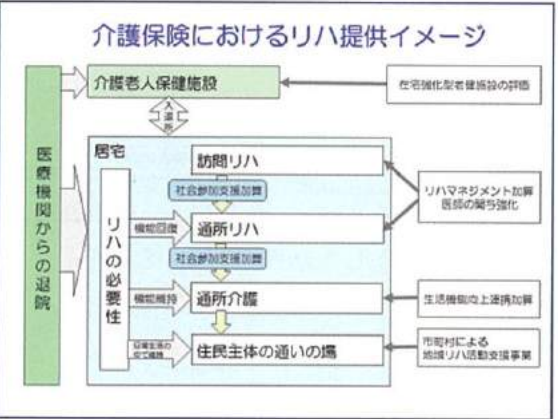 介護保険におけるリハ提供イメージ
医療機関からの退院
介護老人保健施設
在宅強化型老健施設の評価
入退所
居宅
リハの必要性
訪問リハ
社会参加支援加算
リハマネジメント加算
医師の関与強化
機能回復
通所リハ
社会参加支援加算
機能維持
通所介護
生活機能向上連携加算
住民主体の通いの場
市町村による
地域リハ活動支援事業